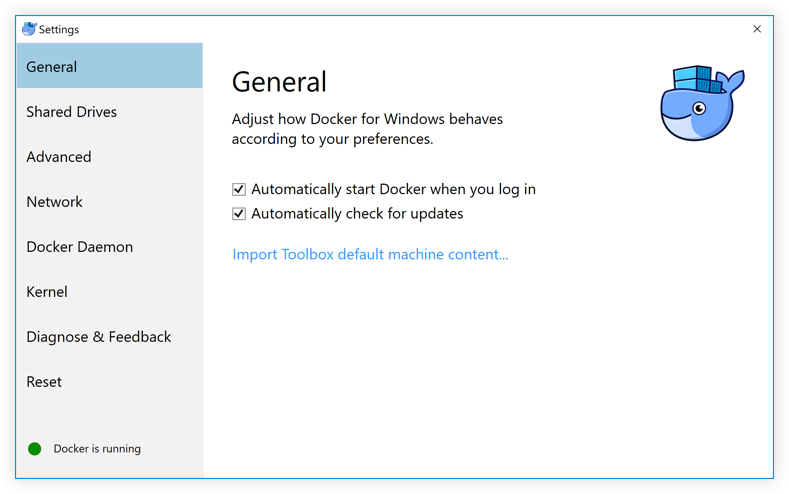 Settings
General
Shared Drives
Advanced
Network
Docker Daemon
Kernel
Diagnose & Feedback
Reset
Docker is running
General
Adjust how Docker for Windows behaves
according to your preferences.
Automatically start Docker when you log in
Automatically check for updates
Import Toolbox default machine content...